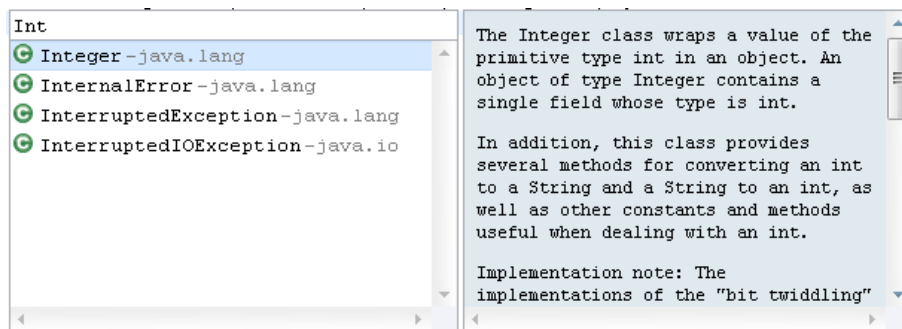 Int
C Integer - java.lang
C InternalError - java.lang
C InterruptedException - java.lang
C InterruptedIOException - java.io
The Integer class wraps a value of the
primitive type int in an object. An
object of type Integer contains a
single field whose type is int.
In addition, this class provides
several methods for converting an int
to a String and a String to an int, as
well as other constants and methods
useful when dealing with an int.
Implementation note: The
implementations of the "bit twiddling"